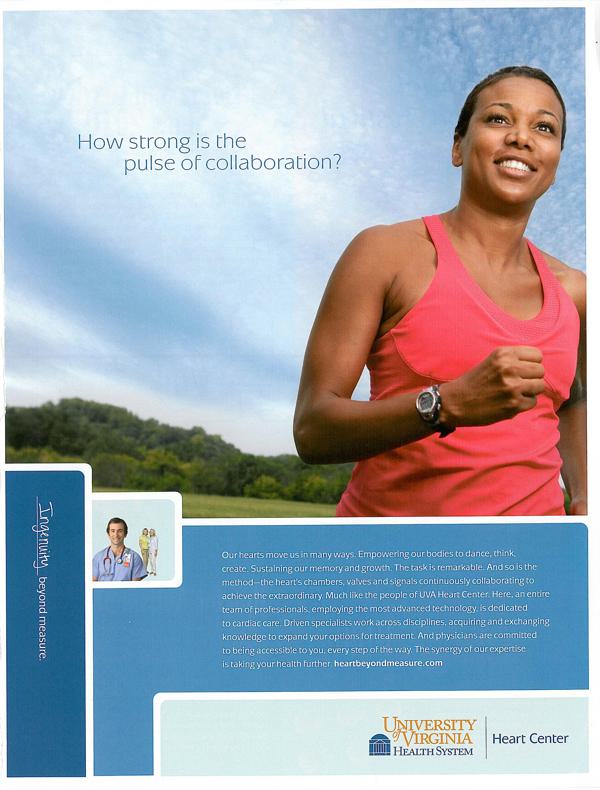 How strong is the
pulse of collaboration?
Ingenuity beyond measure.
Our hearts move us in many ways. Empowering our bodies to dance, think,
create. Sustaining our memory and growth. The task is remarkable. And so is the
method—the heart's chambers, valves and signals continuously collaborating to
achieve the extraordinary. Much like the people of UVA Heart Center. Here, an entire
team of professionals, employing the most advanced technology, is dedicated
to cardiac care. Driven specialists work across disciplines, acquiring and exchanging
knowledge to expand your options for treatment. And physicians are committed
to being accessible to you, every step of the way. The synergy of our expertise
is taking your health further. heartbeyondmeasure.com
UNIVERSITY
of VIRGINIA
HEALTH SYSTEM
Heart Center